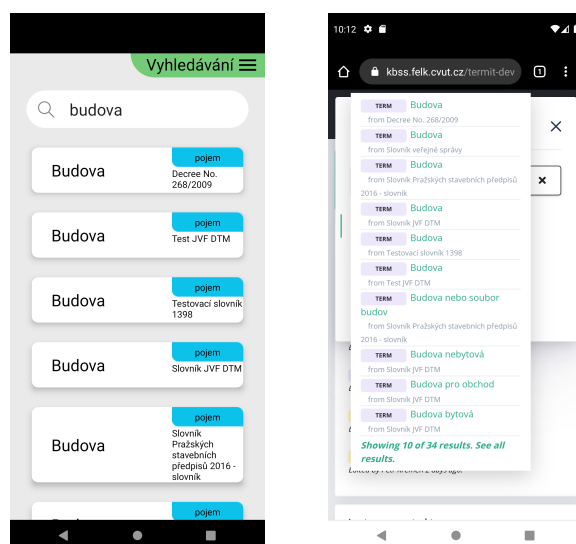 Vyhledávání
budova
Budova
pojem
Decree No.
268/2009
Budova
pojem
Test JVF DTM
Budova
pojem
Testovací slovník
1398
Budova
pojem
Slovník JVF DTM
Budova
pojem
Slovník
Pražských
stavebních
předpisů 2016 -
slovník
pojem
10:12
kbss.felk.cvut.cz/termit-dev
1
TERM Budova
from Decree No. 268/2009
TERM Budova
from Slovník veřejné správy
TERM Budova
from Slovník Pražských stavebních předpisů
2016 - slovník
TERM Budova
from Slovník JVF DTM
TERM Budova
from Testovací slovník 1398
TERM Budova
from Test JVF DTM
TERM Budova nebo soubor
budov
from Slovník Pražských stavebních předpisů
2016 - slovník
TERM Budova nebytová
from Slovník JVF DTM
TERM Budova pro obchod
from Slovník JVF DTM
TERM Budova bytová
from Slovník JVF DTM
Showing 10 of 34 results. See all
results.